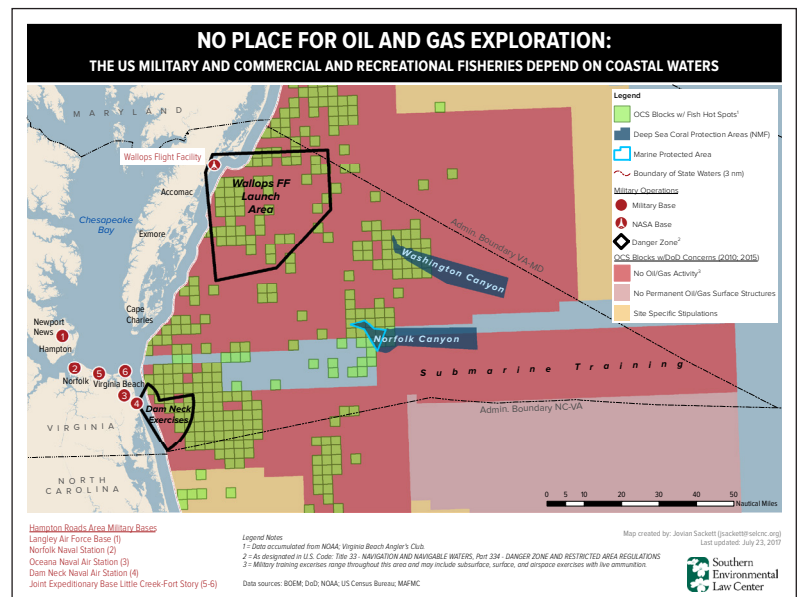 NO PLACE FOR OIL AND GAS EXPLORATION:
THE US MILITARY AND COMMERCIAL AND RECREATIONAL FISHERIES DEPEND ON COASTAL WATERS
MARYLAND
Wallops Flight Facility
Accomac
Wallops FF
Launch
Area
Chesapeake
Bay
Exmore
Washington Canyon
Admin. Boundary VA-MD
Cape
Charles
Newport
News
1
Hampton
Norfolk Canyon
2
5
6
Norfolk
Virginia Beach
3
4
Submarine Training
Dam Neck
Exercises
Admin. Boundary NC-VA
VIRGINIA
NORTH
CAROLINA
Legend
OCS Blocks w/ Fish Hot Spots¹
Deep Sea Coral Protection Areas (NMF)
Marine Protected Area
Boundary of State Waters (3 nm)
Military Operations
Military Base
NASA Base
Danger Zone²
OCS Blocks w/DoD Concerns (2010; 2015)
No Oil/Gas Activity³
No Permanent Oil/Gas Surface Structures
Site Specific Stipulations
0 5 10 20 30 40 50
Nautical Miles
Hampton Roads Area Military Bases
Langley Air Force Base (1)
Norfolk Naval Station (2)
Oceana Naval Air Station (3)
Dam Neck Naval Air Station (4)
Joint Expeditionary Base Little Creek-Fort Story (5-6)
Legend Notes
1 = Data accumulated from NOAA; Virginia Beach Angler's Club.
2 = As designated in U.S. Code: Title 33 - NAVIGATION AND NAVIGABLE WATERS, Part 334 - DANGER ZONE AND RESTRICTED AREA REGULATIONS
3 = Military training excerises range throughout this area and may include subsurface, surface, and airspace exercises with live ammunition.
Data sources: BOEM; DoD; NOAA; US Census Bureau; MAFMC
Map created by: Jovian Sackett (jsackett@selcnc.org)
Last updated: July 23, 2017
Southern
Environmental
Law Center